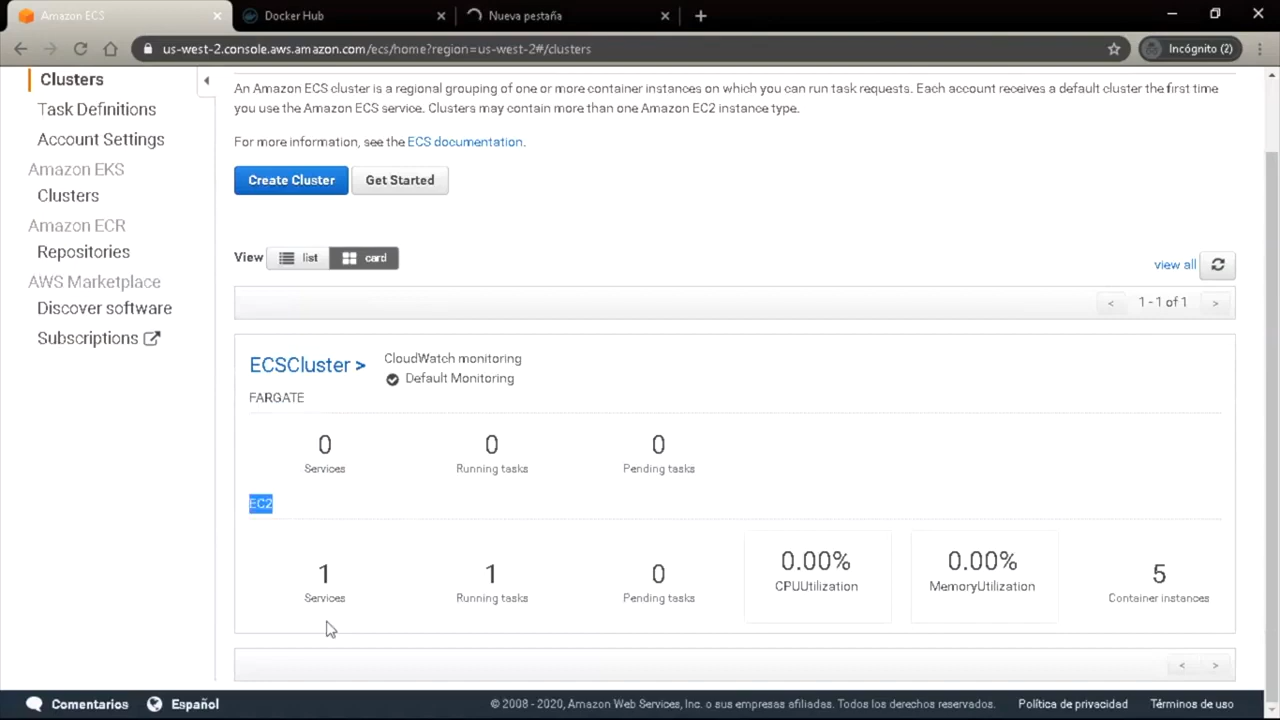 Amazon ECS
Docker Hub
Nueva pestaña
us-west-2.console.aws.amazon.com/ecs/home?region=us-west-2#/clusters
Incógnito (2)
Clusters
Task Definitions
Account Settings
Amazon EKS
Clusters
Amazon ECR
Repositories
AWS Marketplace
Discover software
Subscriptions
An Amazon ECS cluster is a regional grouping of one or more container instances on which you can run task requests. Each account receives a default cluster the first time
you use the Amazon ECS service. Clusters may contain more than one Amazon EC2 instance type.
For more information, see the ECS documentation.
Create Cluster
Get Started
View
list
card
view all
< 1 - 1 of 1 >
ECSCluster >
CloudWatch monitoring
Default Monitoring
FARGATE
0 0 0
Services Running tasks Pending tasks
EC2
1 1 0 0.00% 0.00% 5
Services Running tasks Pending tasks CPUUtilization MemoryUtilization Container instances
< >
Comentarios
Español
© 2008 - 2020, Amazon Web Services, Inc. o sus empresas afiliadas. Todos los derechos reservados.
Política de privacidad
Términos de uso